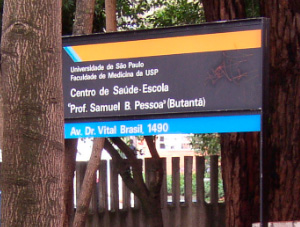 Universidade de São Paulo
Faculdade de Medicina da USP
Centro de Saúde-Escola
"Prof. Samuel B. Pessoa" (Butantã)
Av. Dr. Vital Brasil, 1490